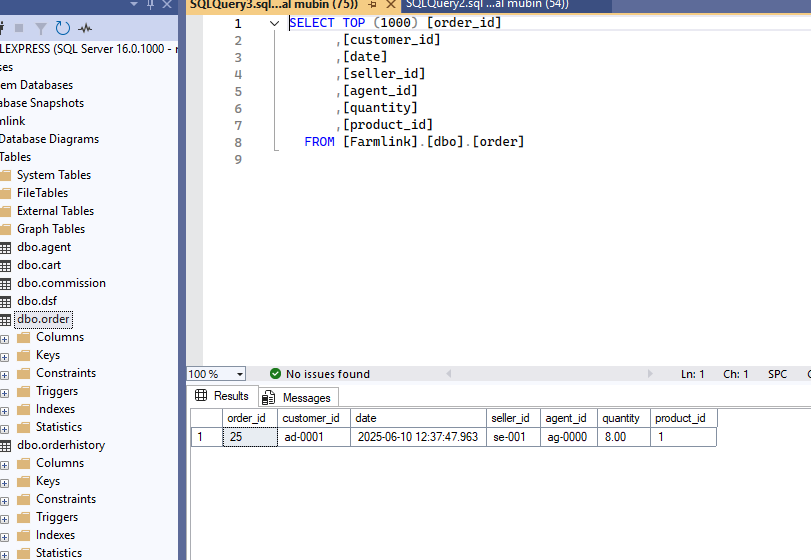 SQLQuery3.sql...al mubin (75))
SQLQuery2.sql ...al mubin (54))
LEXPRESS (SQL Server 16.0.1000 - r
ses
em Databases
abase Snapshots
mlink
Database Diagrams
Tables
System Tables
FileTables
External Tables
Graph Tables
dbo.agent
dbo.cart
dbo.commission
dbo.dsf
dbo.order
Columns
Keys
Constraints
Triggers
Indexes
Statistics
dbo.orderhistory
Columns
Keys
Constraints
Triggers
Indexes
Statistics
1 SELECT TOP (1000) [order_id]
2 ,[customer_id]
3 ,[date]
4 ,[seller_id]
5 ,[agent_id]
6 ,[quantity]
7 ,[product_id]
8 FROM [Farmlink].[dbo].[order]
9
100 % No issues found Ln: 1 Ch: 1 SPC
Results Messages
order_id customer_id date seller_id agent_id quantity product_id
1 25 ad-0001 2025-06-10 12:37:47.963 se-001 ag-0000 8.00 1